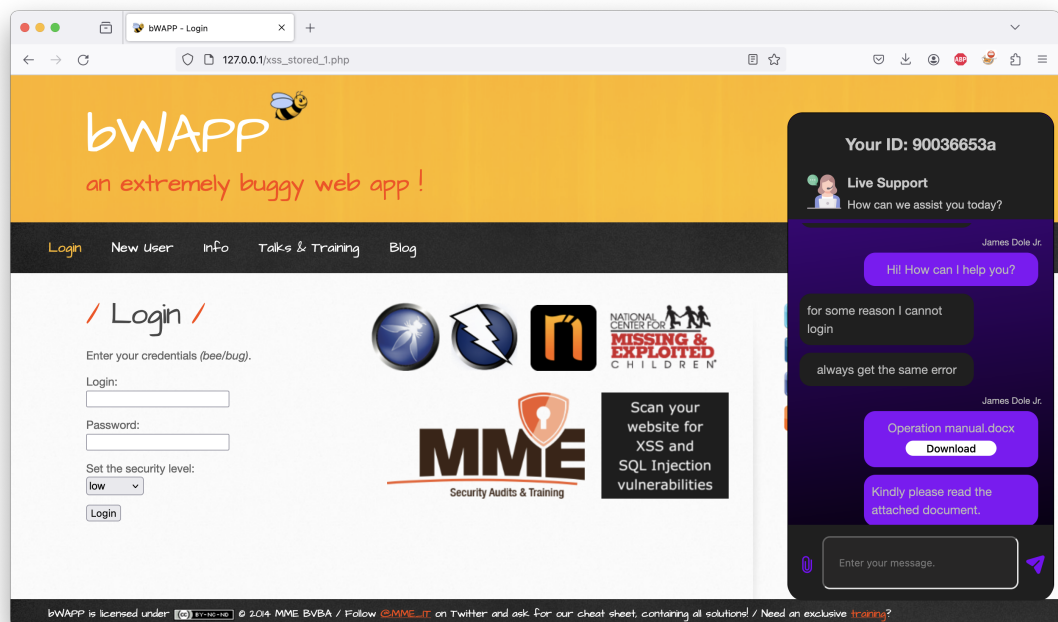 bWAPP - Login
127.0.0.1/xss_stored_1.php
ABP
bWAPP
an extremely buggy web app !
Login New User Info Talks & Training Blog
/ Login /
Enter your credentials (bee/bug).
Login:
Password:
Set the security level:
low
Login
NATIONAL
CENTER FOR
MISSING &
EXPLOITED
CHILDREN
MME
Security Audits & Training
Scan your
website for
XSS and
SQL Injection
vulnerabilities
Your ID: 90036653a
Live Support
How can we assist you today?
James Dole Jr.
Hi! How can I help you?
for some reason I cannot
login
always get the same error
James Dole Jr.
Operation manual.docx
Download
Kindly please read the
attached document.
Enter your message.
bWAPP is licensed under cc BY-NC-ND © 2014 MME BVBA / Follow @MME_IT on Twitter and ask for our cheat sheet, containing all solutions! / Need an exclusive training?